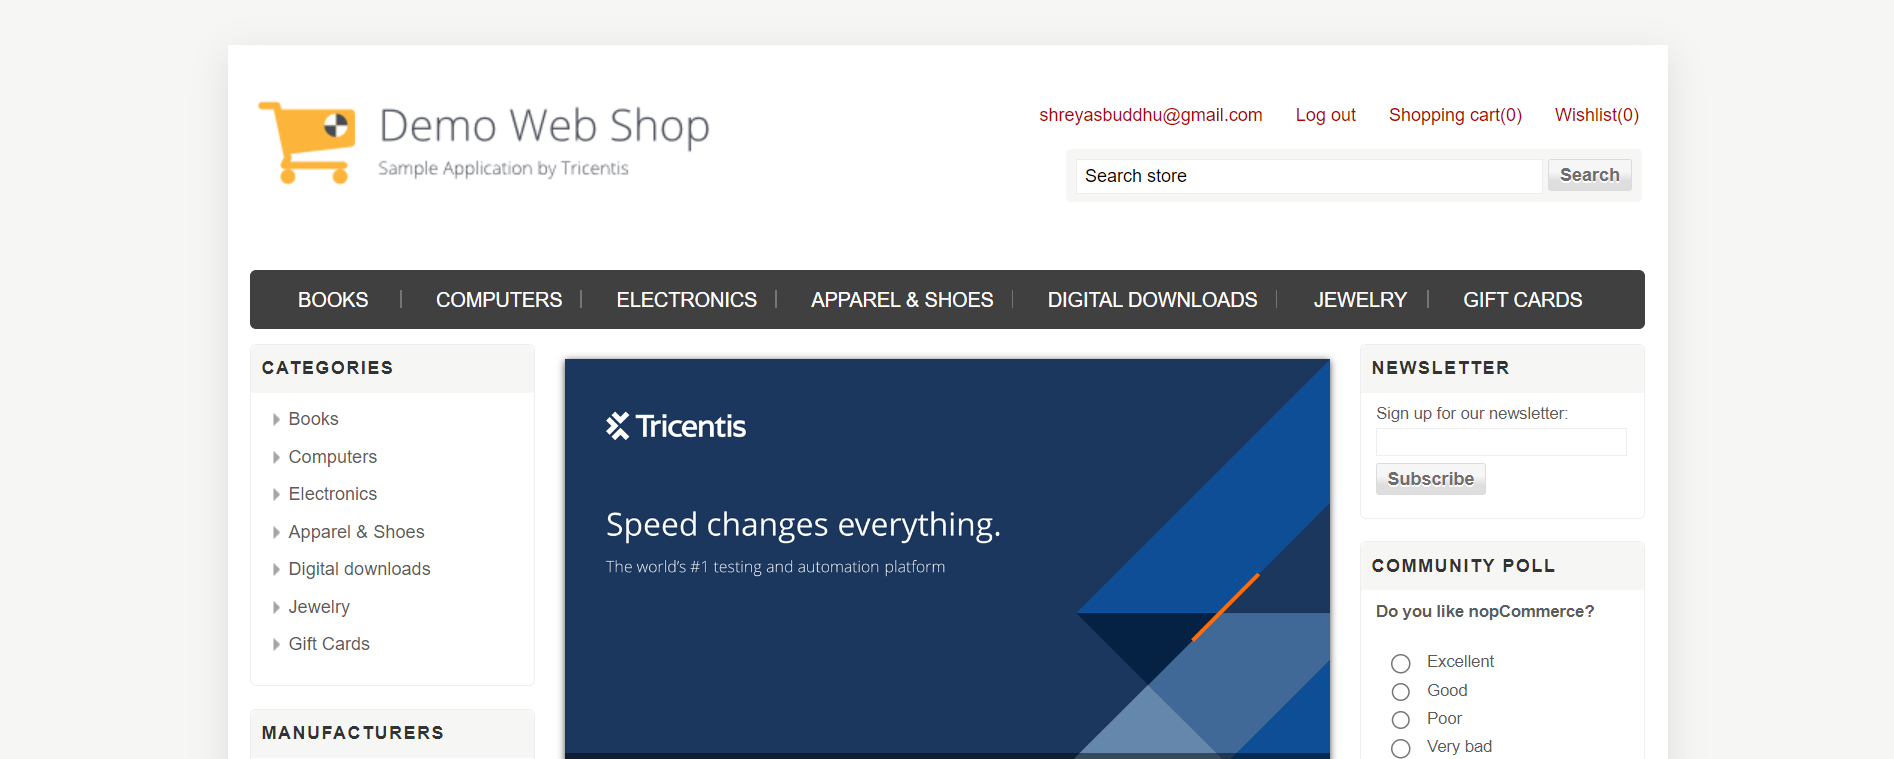 Demo Web Shop
Sample Application by Tricentis
shreyasbuddhu@gmail.com Log out Shopping cart(0) Wishlist(0)
Search store Search
BOOKS COMPUTERS ELECTRONICS APPAREL & SHOES DIGITAL DOWNLOADS JEWELRY GIFT CARDS
CATEGORIES
Books
Computers
Electronics
Apparel & Shoes
Digital downloads
Jewelry
Gift Cards
MANUFACTURERS
Tricentis
Speed changes everything.
The world's #1 testing and automation platform
NEWSLETTER
Sign up for our newsletter:
Subscribe
COMMUNITY POLL
Do you like nopCommerce?
Excellent
Good
Poor
Very bad